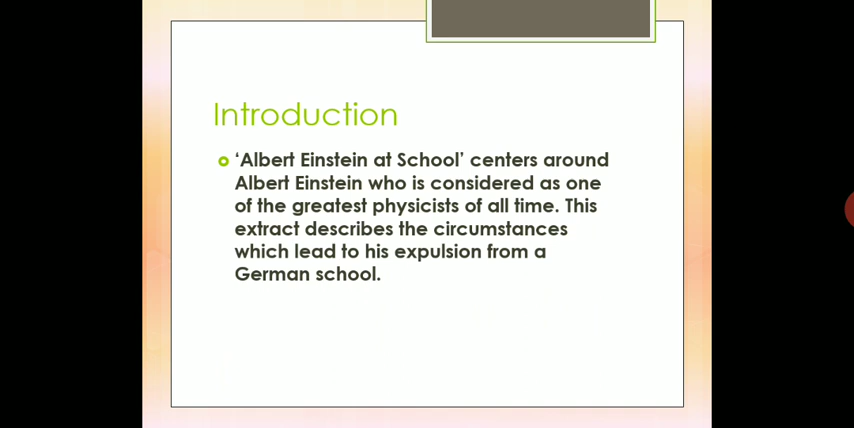 Introduction
‘Albert Einstein at School’ centers around
Albert Einstein who is considered as one
of the greatest physicists of all time. This
extract describes the circumstances
which lead to his expulsion from a
German school.